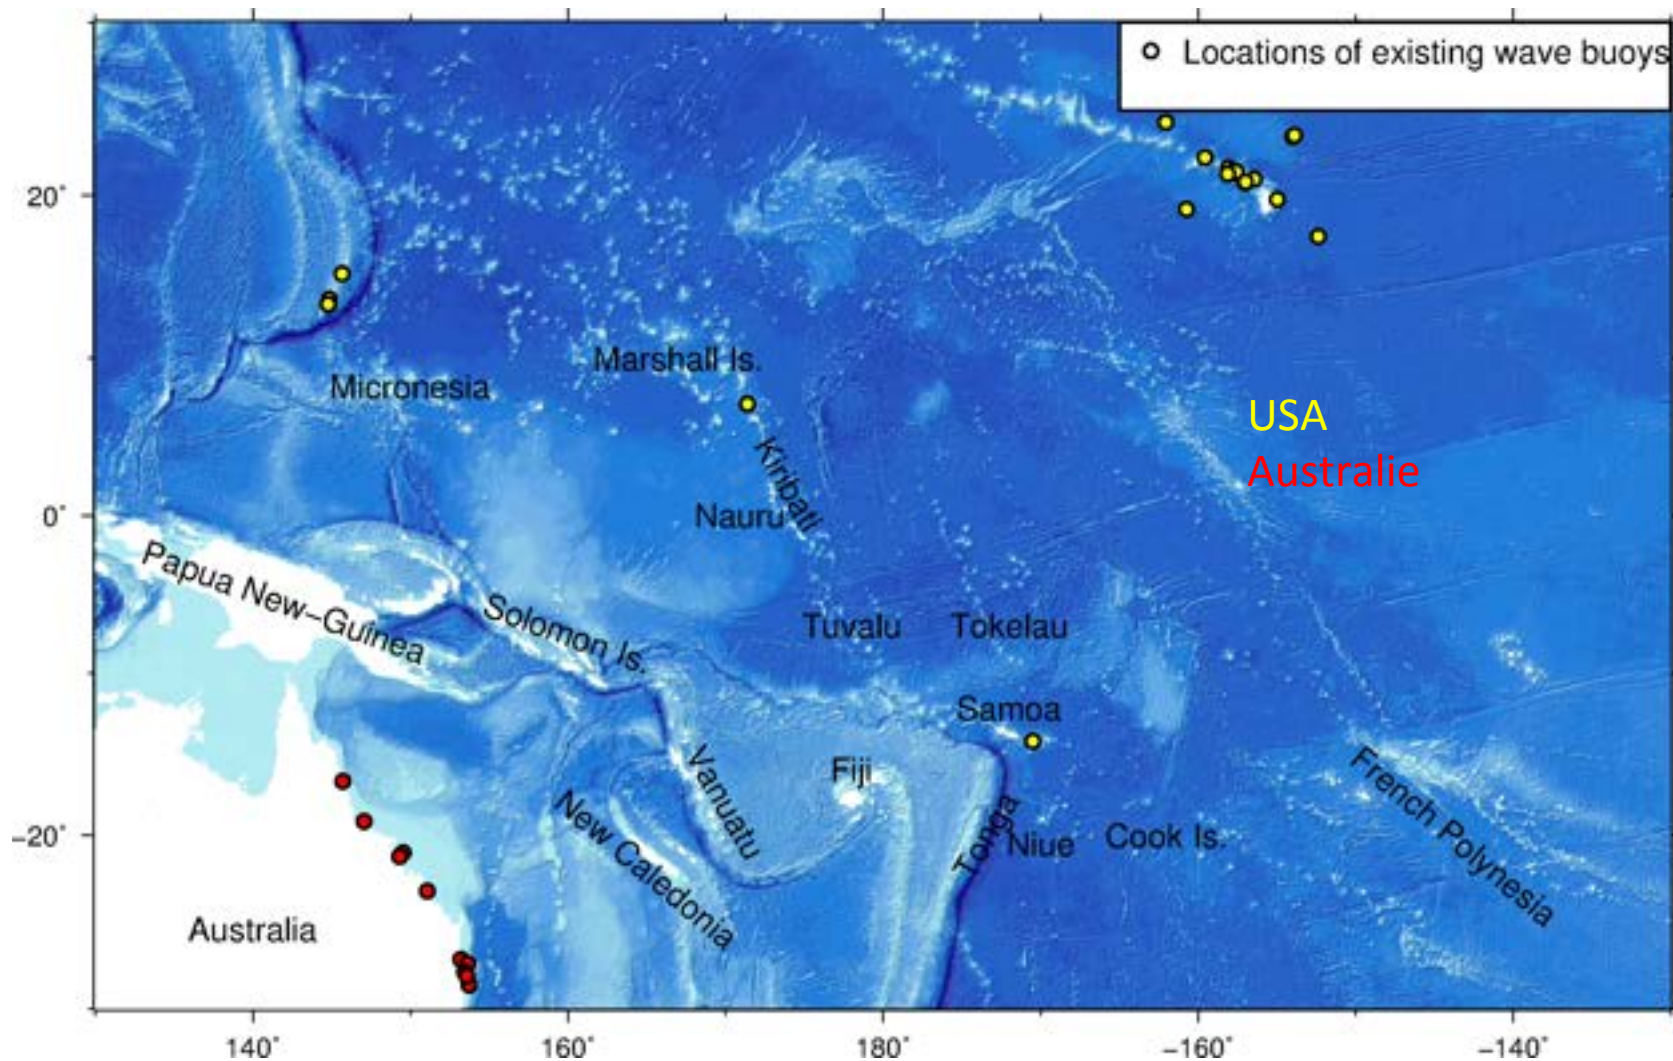 Locations of existing wave buoys
20°
Marshall Is.
Micronesia
USA
Kiribati
Australie
Nauru
0°
Papua New-Guinea
Solomon Is.
Tuvalu
Tokelau
Samoa
Fiji
Vanuatu
French Polynesia
New Caledonia
Tonga
Niue
Cook Is.
-20°
Australia
140°
160°
180°
-160°
-140°